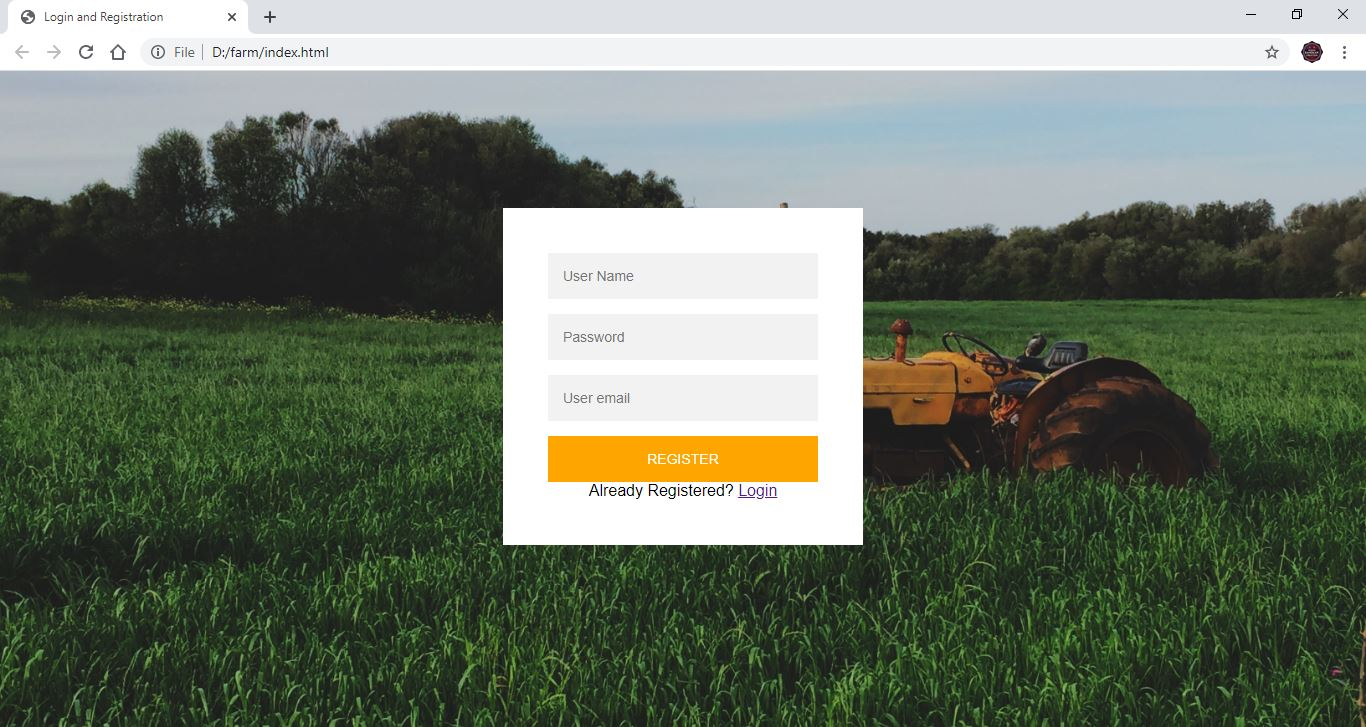 Login and Registration
File D:/farm/index.html
User Name
Password
User email
REGISTER
Already Registered? Login